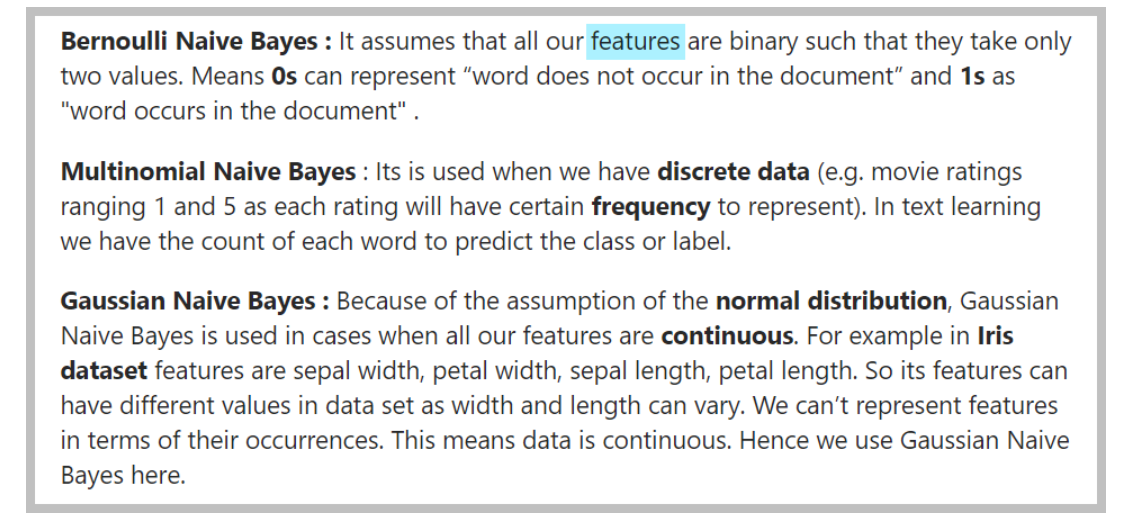 Bernoulli Naive Bayes : It assumes that all our features are binary such that they take only
two values. Means 0s can represent “word does not occur in the document” and 1s as
"word occurs in the document" .
Multinomial Naive Bayes : Its is used when we have discrete data (e.g. movie ratings
ranging 1 and 5 as each rating will have certain frequency to represent). In text learning
we have the count of each word to predict the class or label.
Gaussian Naive Bayes : Because of the assumption of the normal distribution, Gaussian
Naive Bayes is used in cases when all our features are continuous. For example in Iris
dataset features are sepal width, petal width, sepal length, petal length. So its features can
have different values in data set as width and length can vary. We can’t represent features
in terms of their occurrences. This means data is continuous. Hence we use Gaussian Naive
Bayes here.